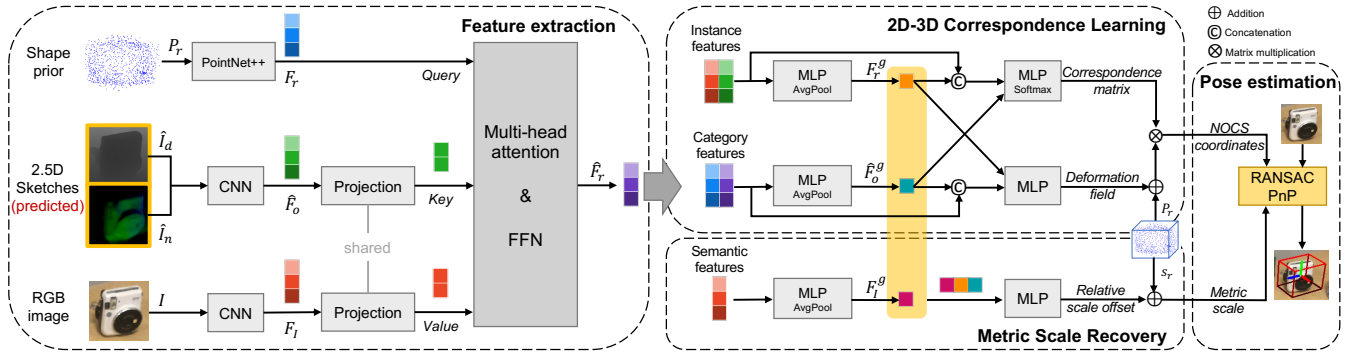 Feature extraction
Shape
prior
P_r
PointNet++
F_r
Query
2.5D
Sketches
(predicted)
Î_d
Î_n
CNN
F̂_o
Projection
Key
shared
RGB
image
I
CNN
F_I
Projection
Value
Multi-head
attention
&
FFN
F̂_r
2D-3D Correspondence Learning
Instance
features
MLP
AvgPool
F_r^g
C
MLP
Softmax
Correspondence
matrix
Category
features
MLP
AvgPool
F̂_o^g
C
MLP
Deformation
field
P_r
Semantic
features
MLP
AvgPool
F_I^g
MLP
Relative
scale offset
s_r
Metric Scale Recovery
⊕ Addition
Ⓒ Concatenation
⊗ Matrix multiplication
Pose estimation
NOCS
coordinates
RANSAC
PnP
Metric
scale